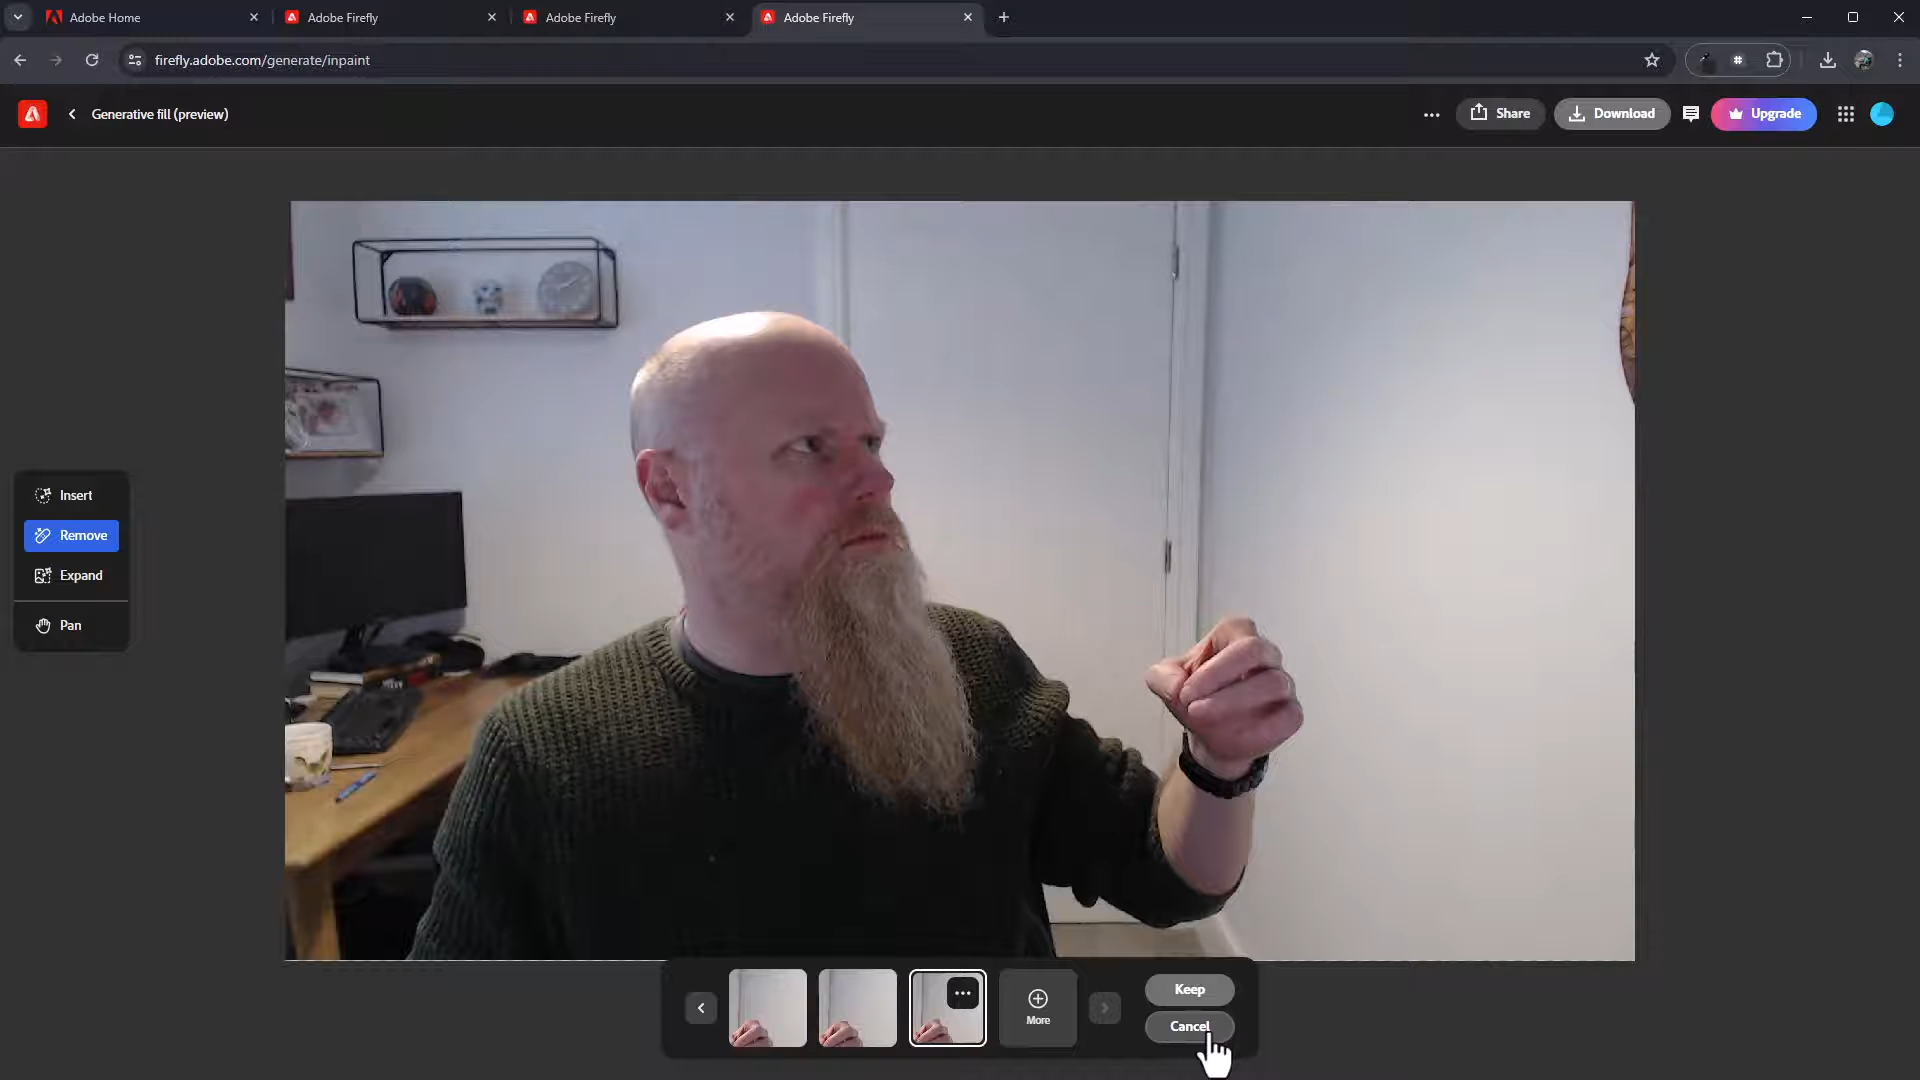 Adobe Home
Adobe Firefly
Adobe Firefly
Adobe Firefly
firefly.adobe.com/generate/inpaint
Generative fill (preview)
Share
Download
Upgrade
Insert
Remove
Expand
Pan
More
Keep
Cancel